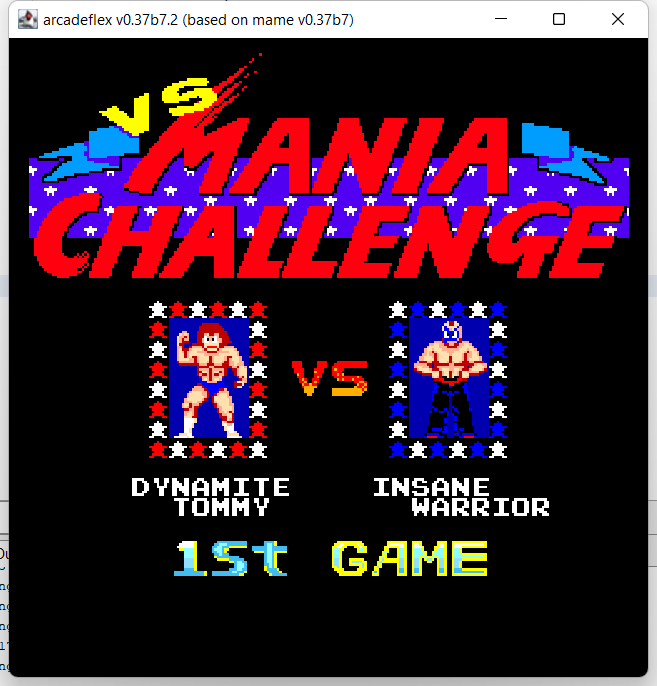 arcadeflex v0.37b7.2 (based on mame v0.37b7)
VS
MANIA
CHALLENGE
VS
DYNAMITE
TOMMY
INSANE
WARRIOR
1st GAME